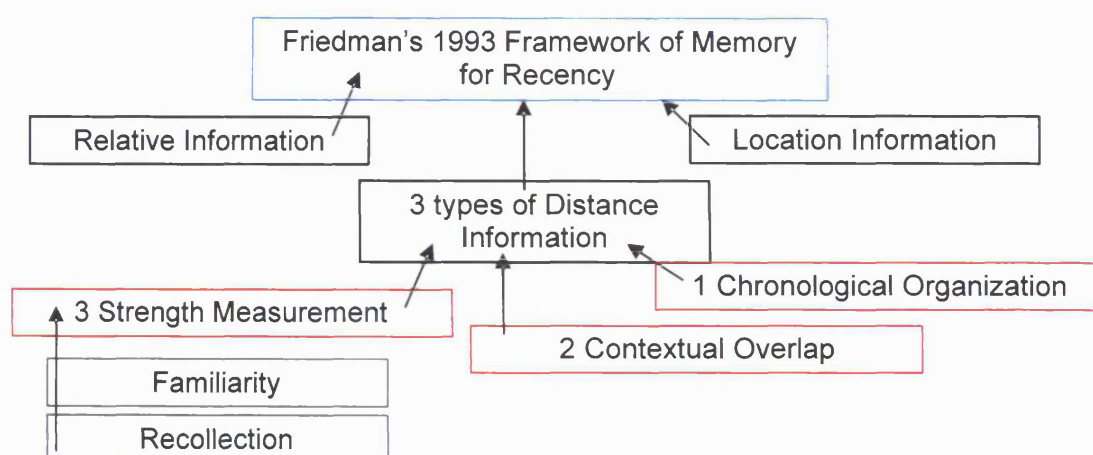 Friedman's 1993 Framework of Memory
for Recency
Relative Information
Location Information
3 types of Distance
Information
1 Chronological Organization
3 Strength Measurement
2 Contextual Overlap
Familiarity
Recollection